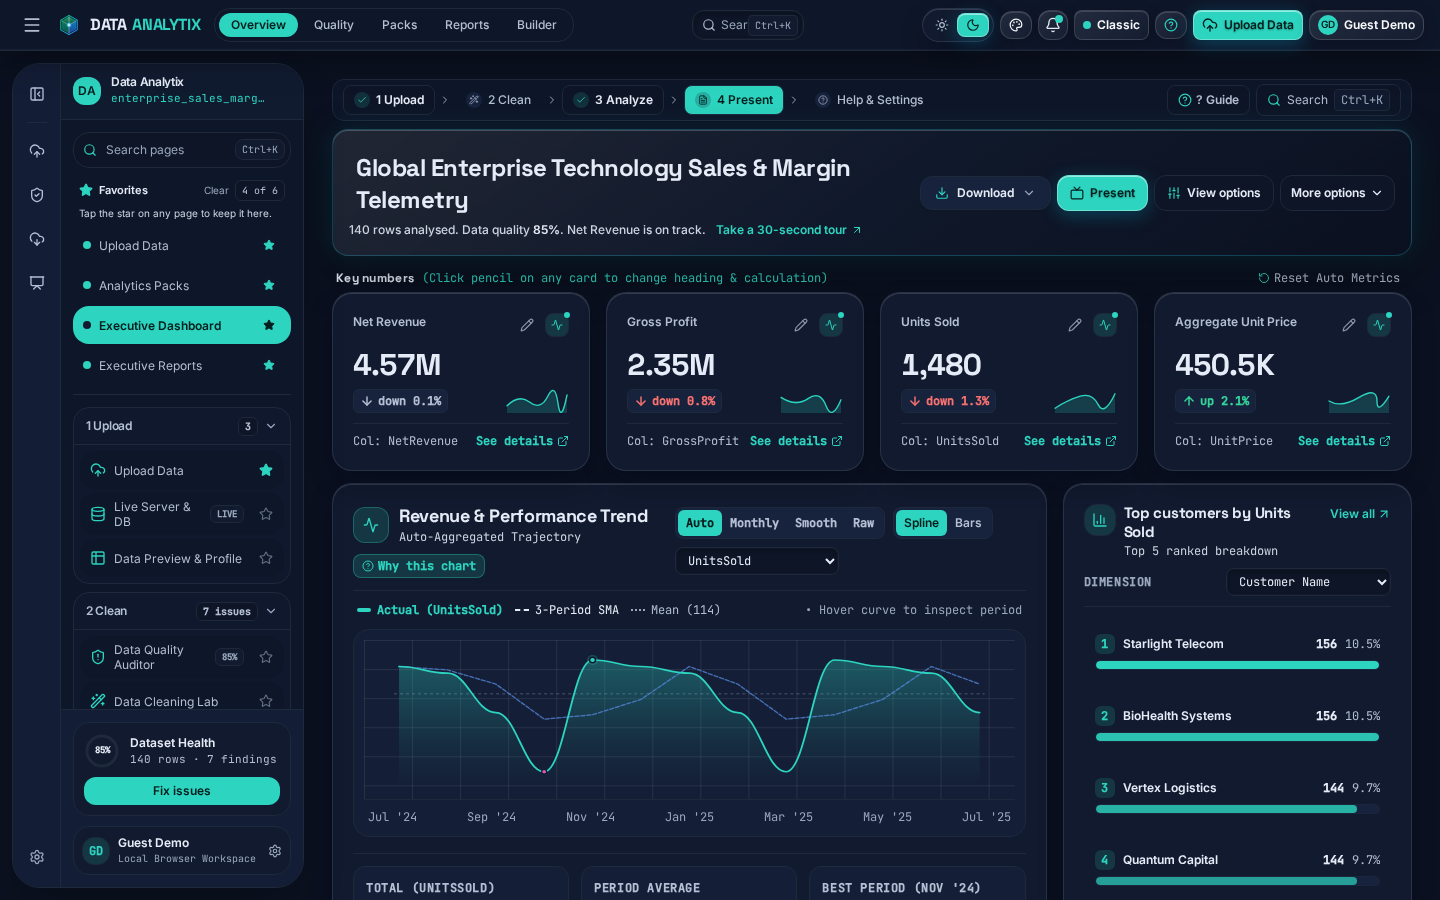 DATA ANALYTIX
Overview
Quality
Packs
Reports
Builder
Sear
Ctrl+K
Classic
Upload Data
GD
Guest Demo
DA
Data Analytix
enterprise_sales_marg…
Search pages
Ctrl+K
Favorites
Clear
4 of 6
Tap the star on any page to keep it here.
Upload Data
Analytics Packs
Executive Dashboard
Executive Reports
1 Upload
3
Upload Data
Live Server &
DB
LIVE
Data Preview & Profile
2 Clean
7 issues
Data Quality
Auditor
85%
Data Cleaning Lab
85%
Dataset Health
140 rows · 7 findings
Fix issues
GD
Guest Demo
Local Browser Workspace
1 Upload
2 Clean
3 Analyze
4 Present
Help & Settings
? Guide
Search
Ctrl+K
Global Enterprise Technology Sales & Margin
Telemetry
140 rows analysed. Data quality 85%. Net Revenue is on track. Take a 30-second tour
Download
Present
View options
More options
Key numbers (Click pencil on any card to change heading & calculation)
Reset Auto Metrics
Net Revenue
4.57M
down 0.1%
Col: NetRevenue
See details
Gross Profit
2.35M
down 0.8%
Col: GrossProfit
See details
Units Sold
1,480
down 1.3%
Col: UnitsSold
See details
Aggregate Unit Price
450.5K
up 2.1%
Col: UnitPrice
See details
Revenue & Performance Trend
Auto-Aggregated Trajectory
Why this chart
Auto
Monthly
Smooth
Raw
Spline
Bars
UnitsSold
Actual (UnitsSold)
3-Period SMA
Mean (114)
• Hover curve to inspect period
Jul '24
Sep '24
Nov '24
Jan '25
Mar '25
May '25
Jul '25
TOTAL (UNITSSOLD)
PERIOD AVERAGE
BEST PERIOD (NOV '24)
Top customers by Units
Sold
Top 5 ranked breakdown
View all
DIMENSION
Customer Name
1 Starlight Telecom 156 10.5%
2 BioHealth Systems 156 10.5%
3 Vertex Logistics 144 9.7%
4 Quantum Capital 144 9.7%